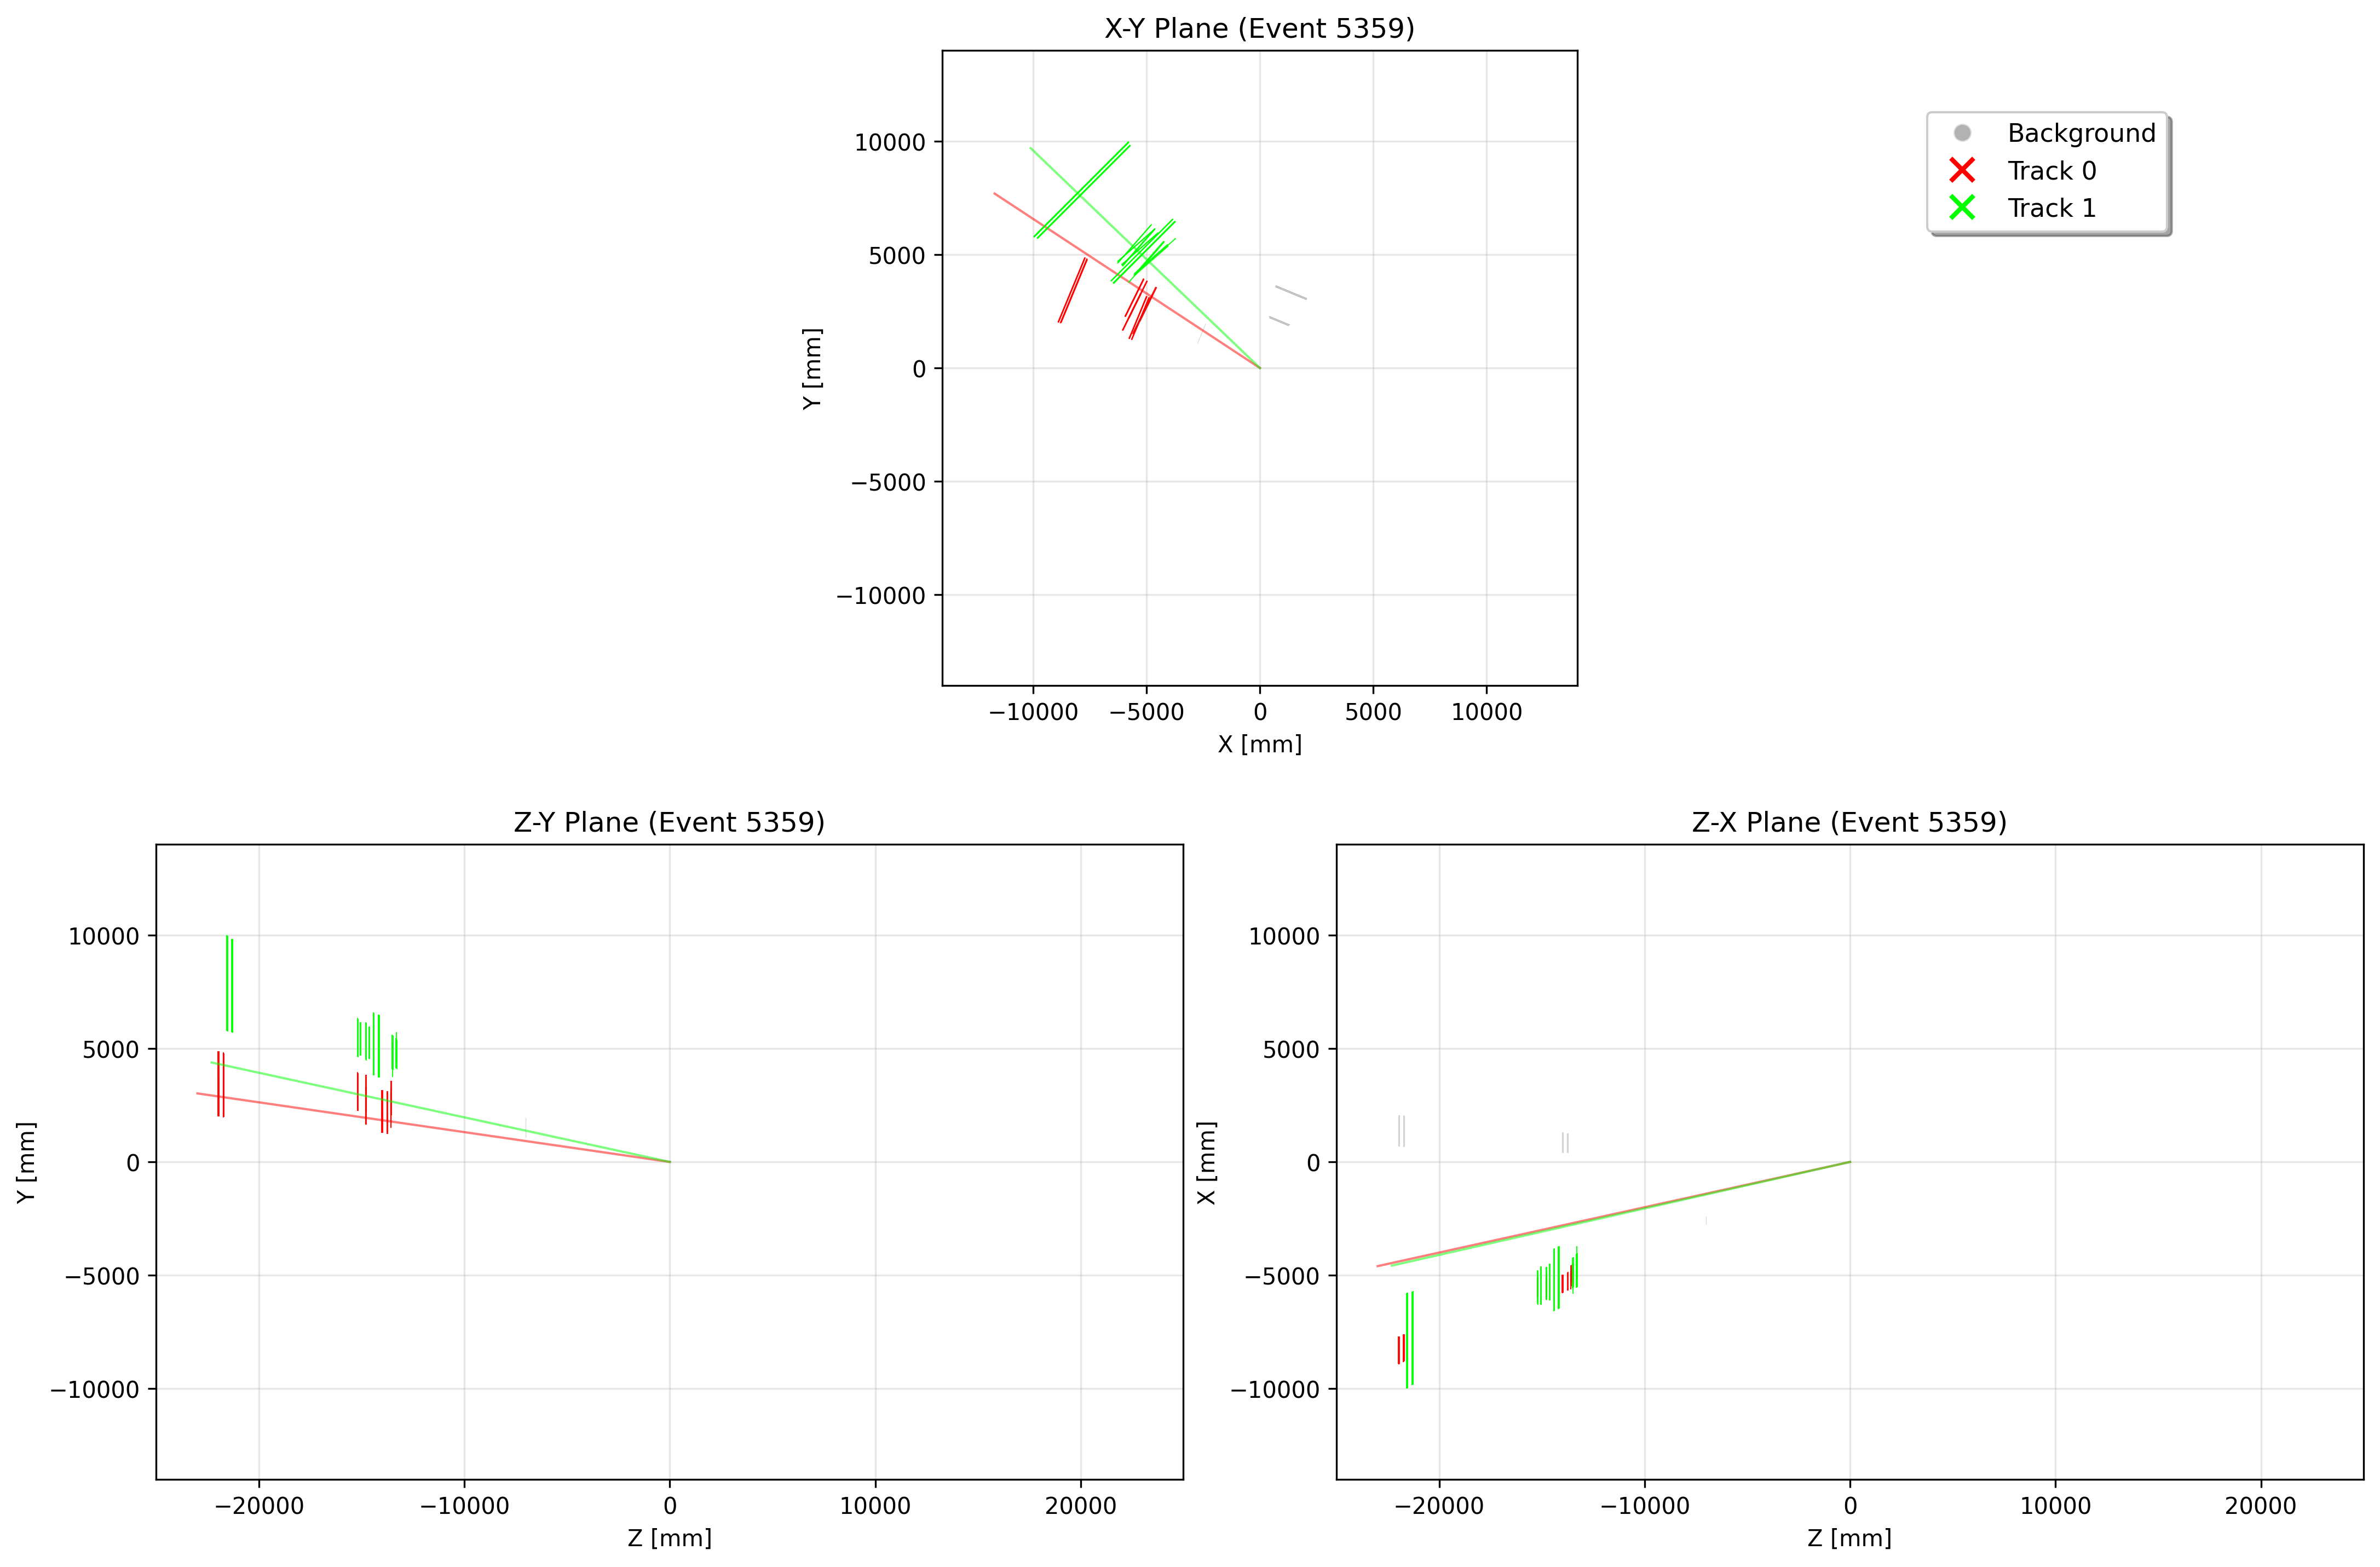 X-Y Plane (Event 5359)
Y [mm]
10000
5000
0
−5000
−10000
−10000 −5000 0 5000 10000
X [mm]
Background
Track 0
Track 1
Z-Y Plane (Event 5359)
Y [mm]
10000
5000
0
−5000
−10000
−20000 −10000 0 10000 20000
Z [mm]
Z-X Plane (Event 5359)
X [mm]
10000
5000
0
−5000
−10000
−20000 −10000 0 10000 20000
Z [mm]